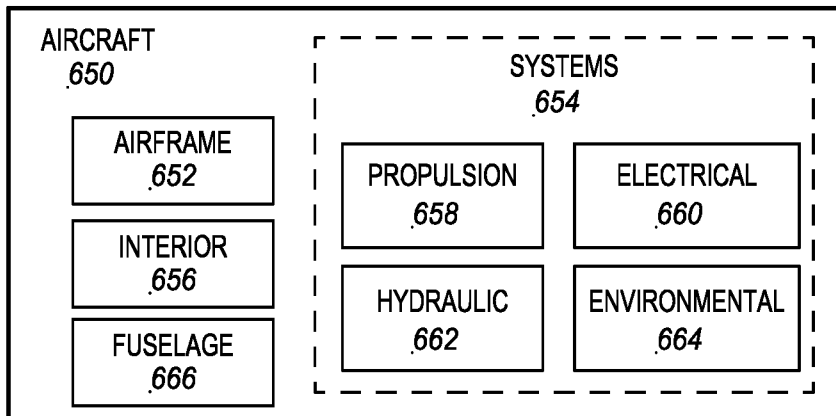 AIRCRAFT
650
AIRFRAME
652
INTERIOR
656
FUSELAGE
666
SYSTEMS
654
PROPULSION
658
ELECTRICAL
660
HYDRAULIC
662
ENVIRONMENTAL
664